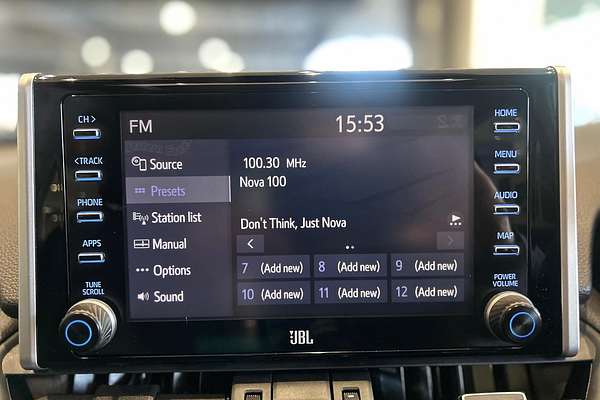 FM 15:53
CH >
<TRACK
PHONE
APPS
TUNE
SCROLL
Source
Presets
Station list
Manual
Options
Sound
100.30 MHz
Nova 100
Don't Think, Just Nova
7 (Add new) 8 (Add new) 9 (Add new)
10 (Add new) 11 (Add new) 12 (Add new)
HOME
MENU
AUDIO
MAP
POWER
VOLUME
JBL